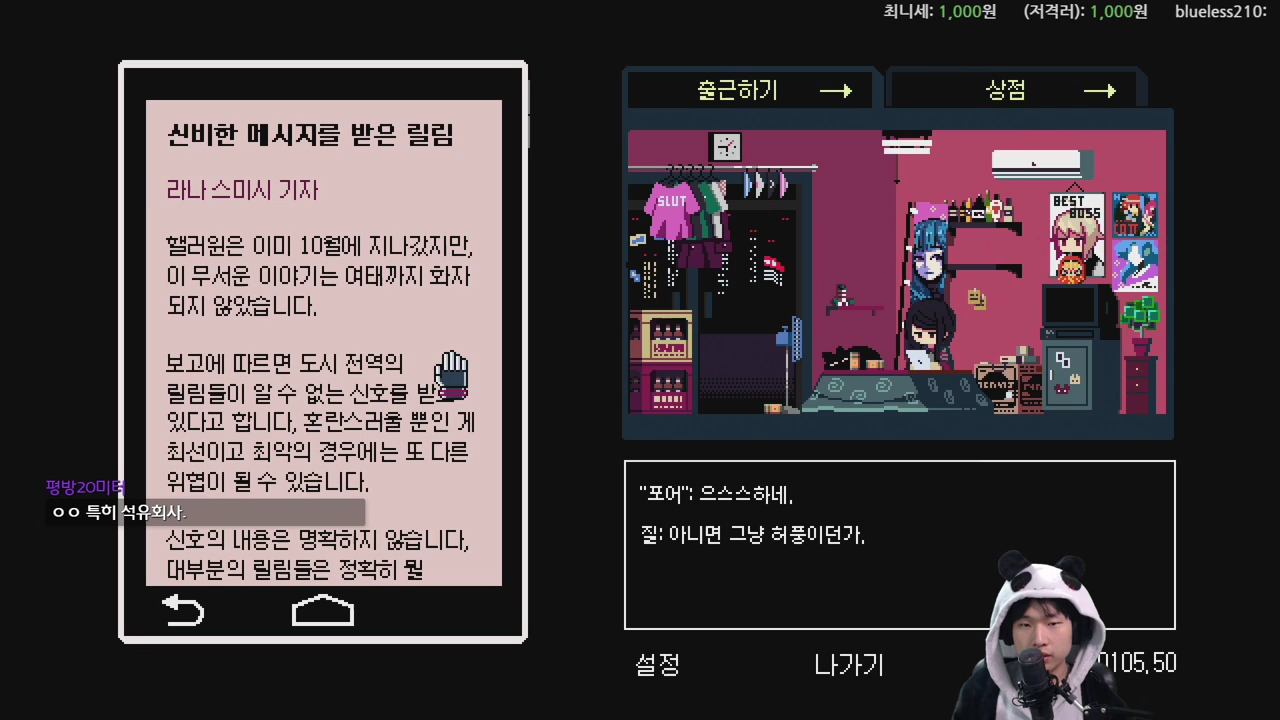 최니세: 1,000원 (저격러): 1,000원 blueless210:
출근하기
상점
신비한 메시지를 받은 릴림
라나 스미시 기자
핼러윈은 이미 10월에 지나갔지만,
이 무서운 이야기는 여태까지 화자
되지 않았습니다.
보고에 따르면 도시 전역의
릴림들이 알 수 없는 신호를 받
있다고 합니다, 혼란스러울 뿐인 게
최선이고 최악의 경우에는 또 다른
위협이 될 수 있습니다.
신호의 내용은 명확하지 않습니다,
대부분의 릴림들은 정확히 뭘
평방20미터
ㅇㅇ 특히 석유회사.
SLUT
BEST
BOSS
"포어": 으스스하네.
질: 아니면 그냥 허풍이던가.
설정
나가기
0105,50